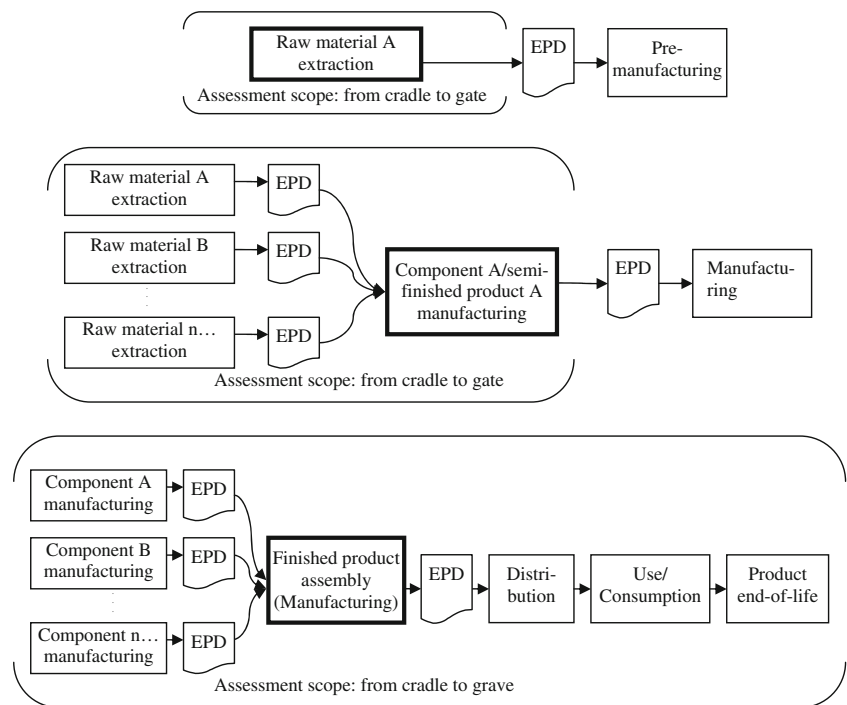 Raw material A
extraction
EPD
Pre-
manufacturing
Assessment scope: from cradle to gate
Raw material A
extraction
EPD
Raw material B
extraction
EPD
Raw material n...
extraction
EPD
Component A/semi-
finished product A
manufacturing
EPD
Manufactu-
ring
Assessment scope: from cradle to gate
Component A
manufacturing
EPD
Component B
manufacturing
EPD
Component n...
manufacturing
EPD
Finished product
assembly
(Manufacturing)
EPD
Distri-
bution
Use/
Consumption
Product
end-of-life
Assessment scope: from cradle to grave